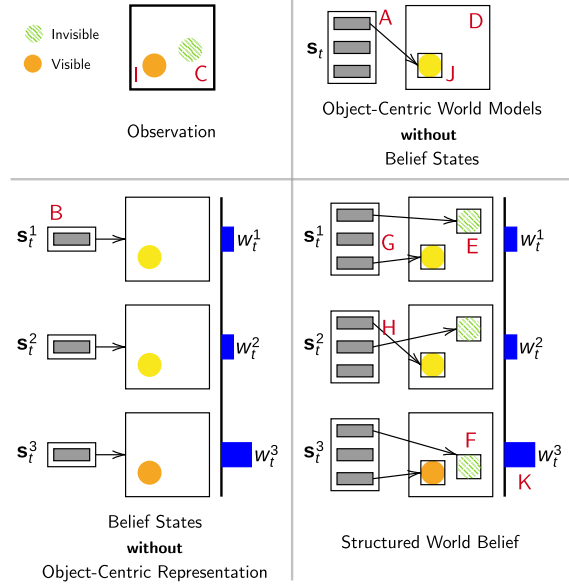 Invisible
Visible
I
C
Observation
A
D
s_t
J
Object-Centric World Models
without
Belief States
B
s_t^1
w_t^1
s_t^2
w_t^2
s_t^3
w_t^3
Belief States
without
Object-Centric Representation
s_t^1
G
E
w_t^1
H
s_t^2
w_t^2
F
s_t^3
w_t^3
K
Structured World Belief